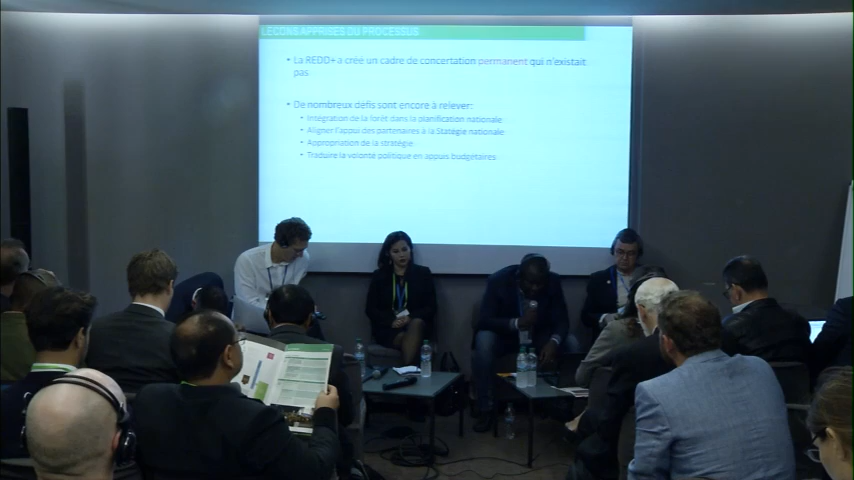 LEÇONS APPRISES DU PROCESSUS
• La REDD+ a créé un cadre de concertation permanent qui n'existait
pas
• De nombreux défis sont encore à relever:
• Intégration de la forêt dans la planification nationale
• Aligner l'appui des partenaires à la Statégie nationale
• Appropriation de la stratégie
• Traduire la volonté politique en appuis budgétaires